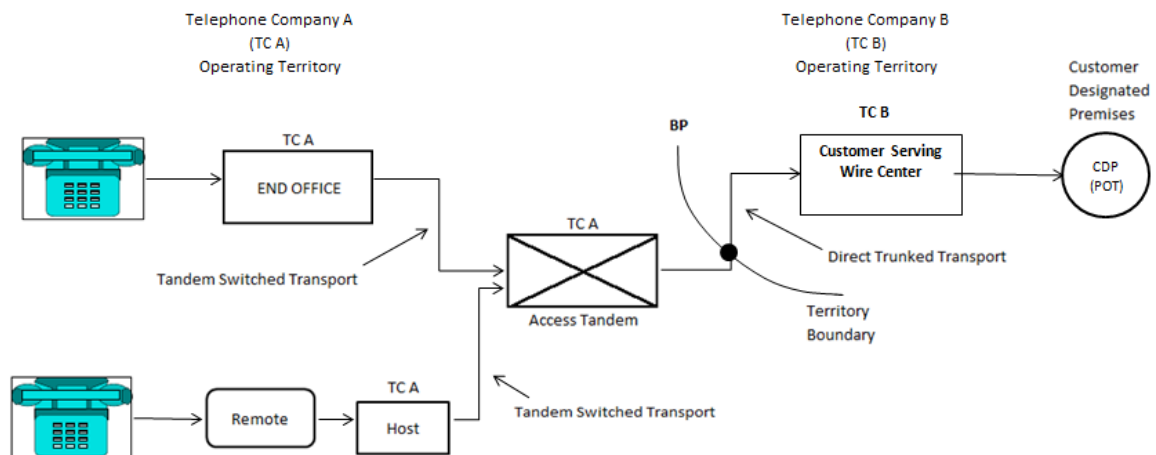 Telephone Company A
(TC A)
Operating Territory
Telephone Company B
(TC B)
Operating Territory
Customer
Designated
Premises
TC A
END OFFICE
BP
TC B
Customer Serving
Wire Center
CDP
(POT)
TC A
Tandem Switched Transport
Direct Trunked Transport
Access Tandem
Territory
Boundary
TC A
Remote
Host
Tandem Switched Transport